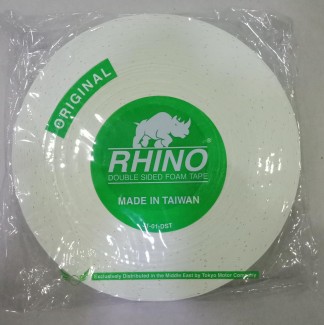 ORIGINAL
RHINO
DOUBLE SIDED FOAM TAPE
MADE IN TAIWAN
Exclusively Distributed in the Middle East by Tokyo Motor Company